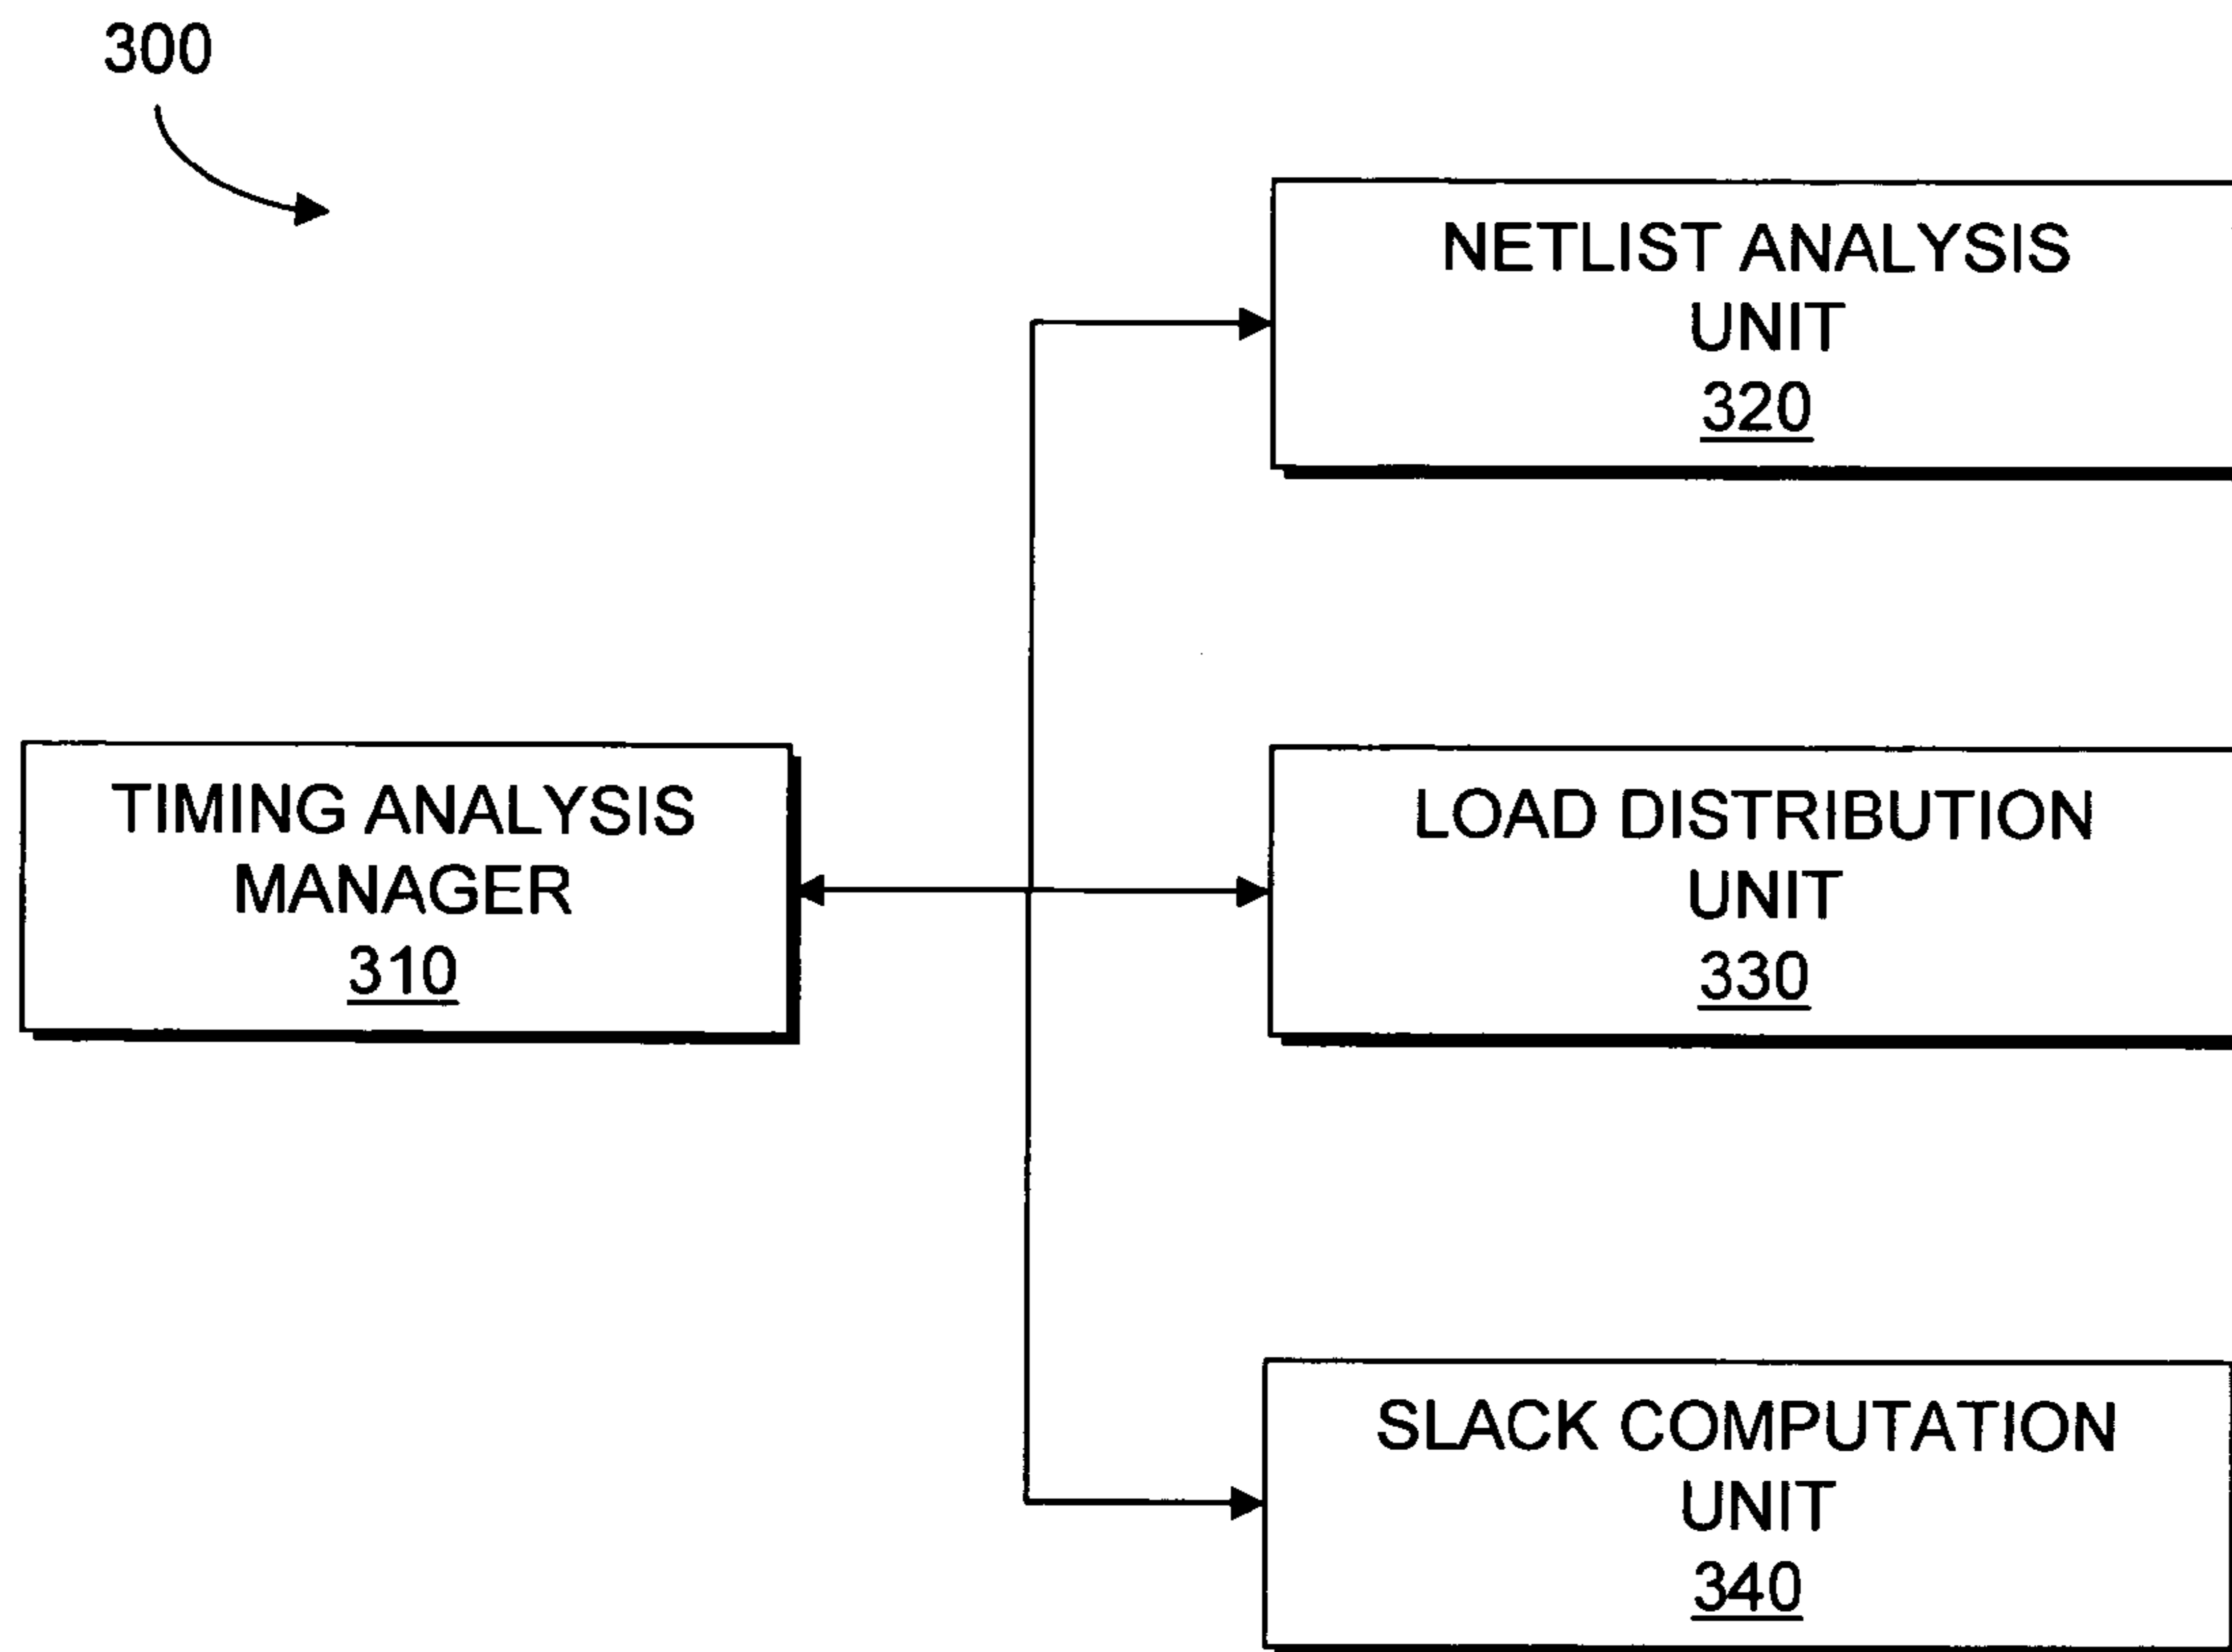 300
NETLIST ANALYSIS
UNIT
320
TIMING ANALYSIS
MANAGER
310
LOAD DISTRIBUTION
UNIT
330
SLACK COMPUTATION
UNIT
340